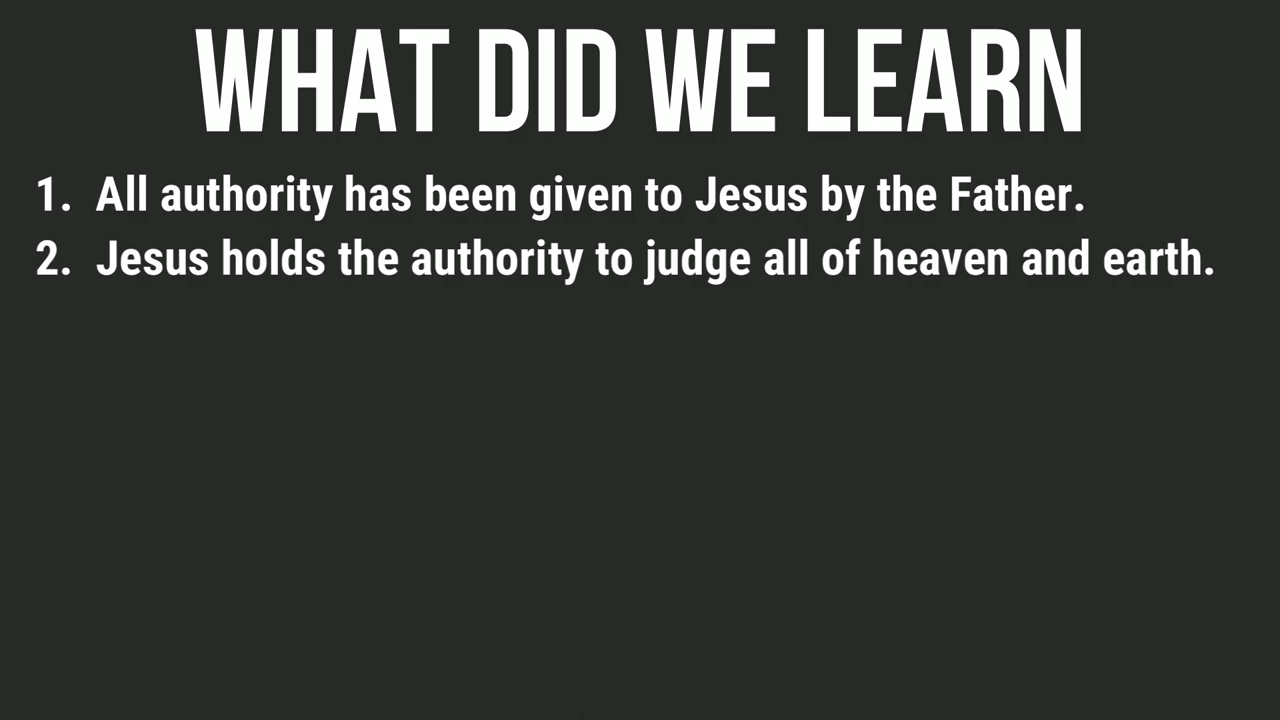 WHAT DID WE LEARN
1. All authority has been given to Jesus by the Father.
2. Jesus holds the authority to judge all of heaven and earth.